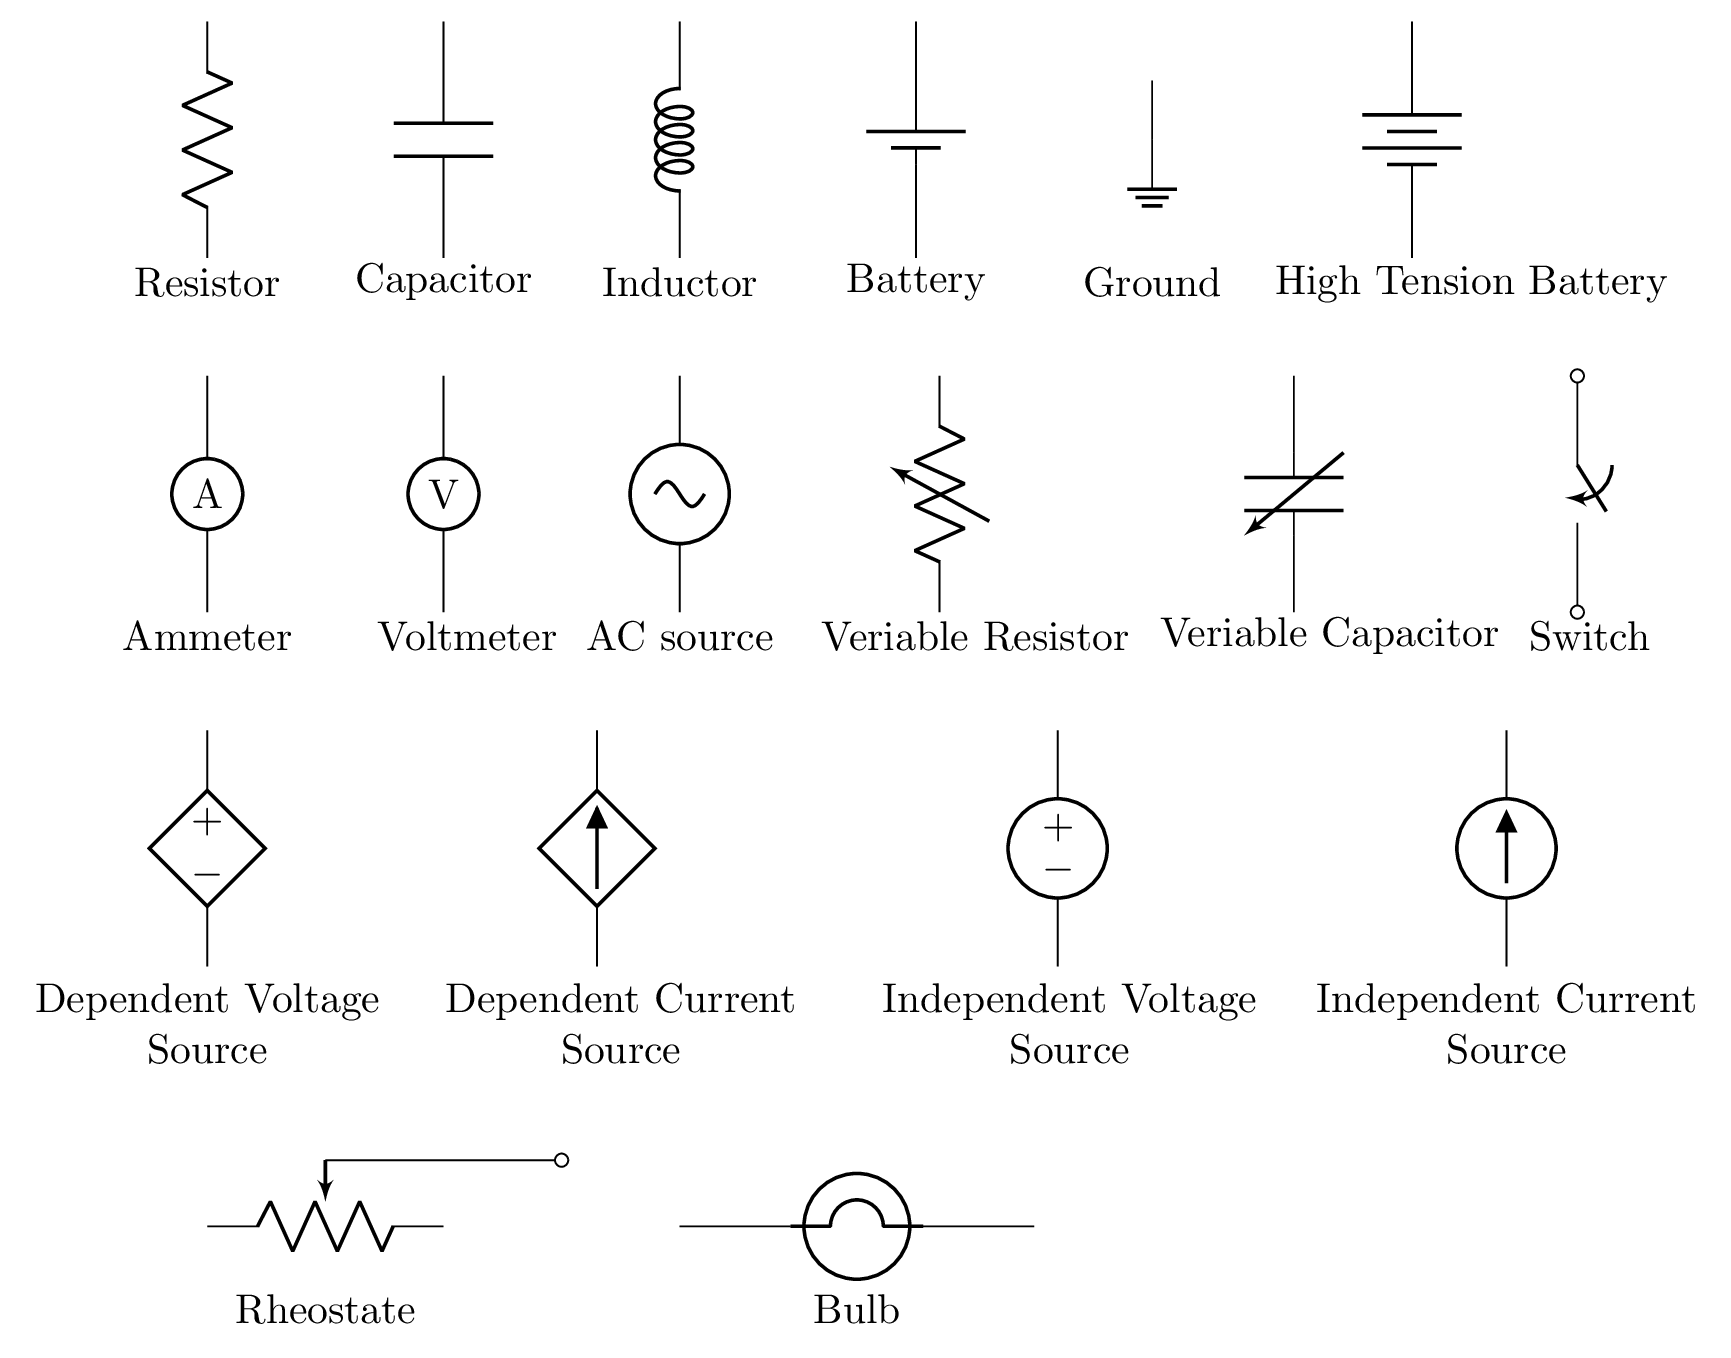 Resistor
Capacitor
Inductor
Battery
Ground
High Tension Battery
A
V
Ammeter
Voltmeter
AC source
Veriable Resistor
Veriable Capacitor
Switch
+
−
+
−
Dependent Voltage
Source
Dependent Current
Source
Independent Voltage
Source
Independent Current
Source
Rheostate
Bulb